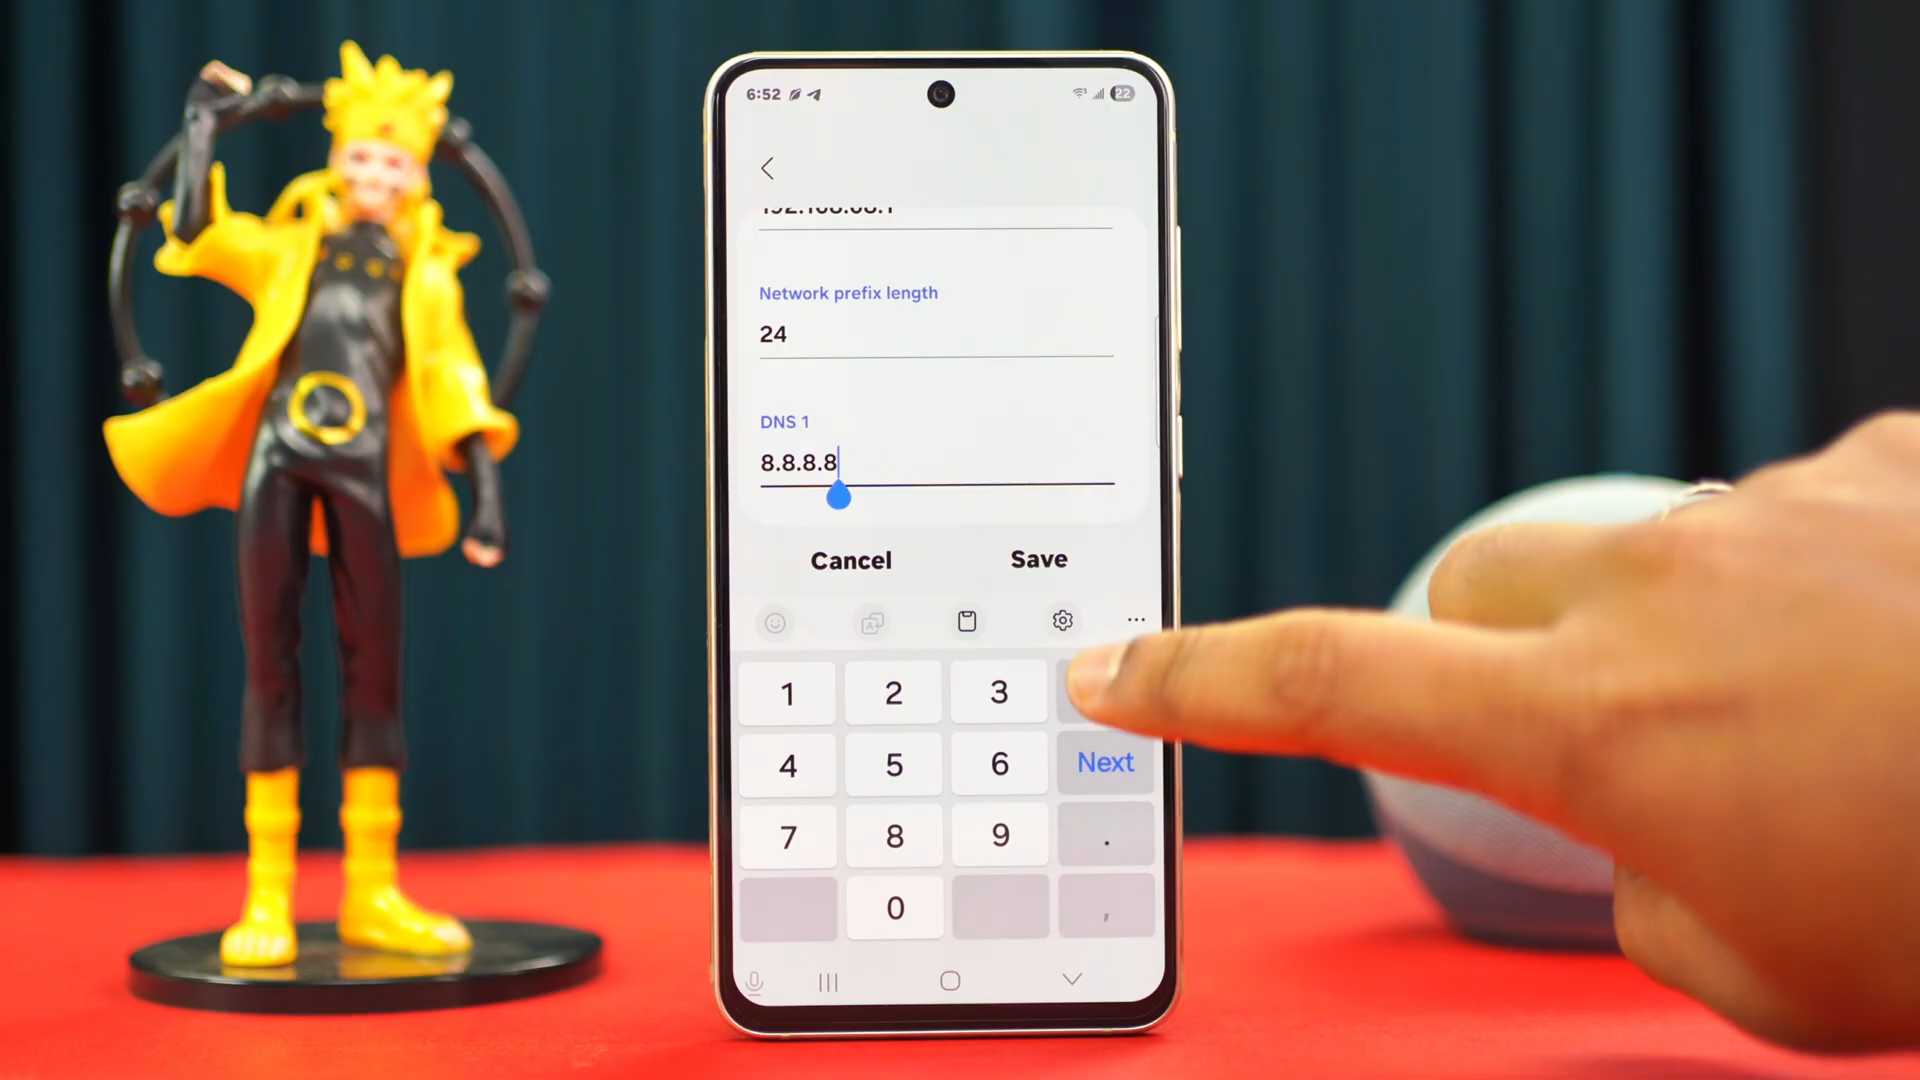 6:52 22
Network prefix length
24
DNS 1
8.8.8.8
Cancel Save
1 2 3
4 5 6 Next
7 8 9 .
0 ,